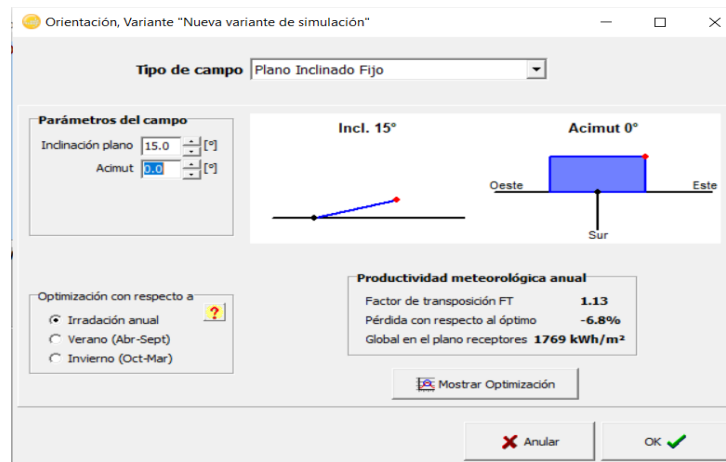 Orientación, Variante "Nueva variante de simulación"
Tipo de campo Plano Inclinado Fijo
Parámetros del campo
Inclinación plano 15.0 [°]
Acimut 0.0 [°]
Incl. 15°
Acimut 0°
Oeste
Este
Sur
Optimización con respecto a
?
Irradación anual
Verano (Abr-Sept)
Invierno (Oct-Mar)
Productividad meteorológica anual
Factor de transposición FT 1.13
Pérdida con respecto al óptimo -6.8%
Global en el plano receptores 1769 kWh/m²
Mostrar Optimización
Anular
OK